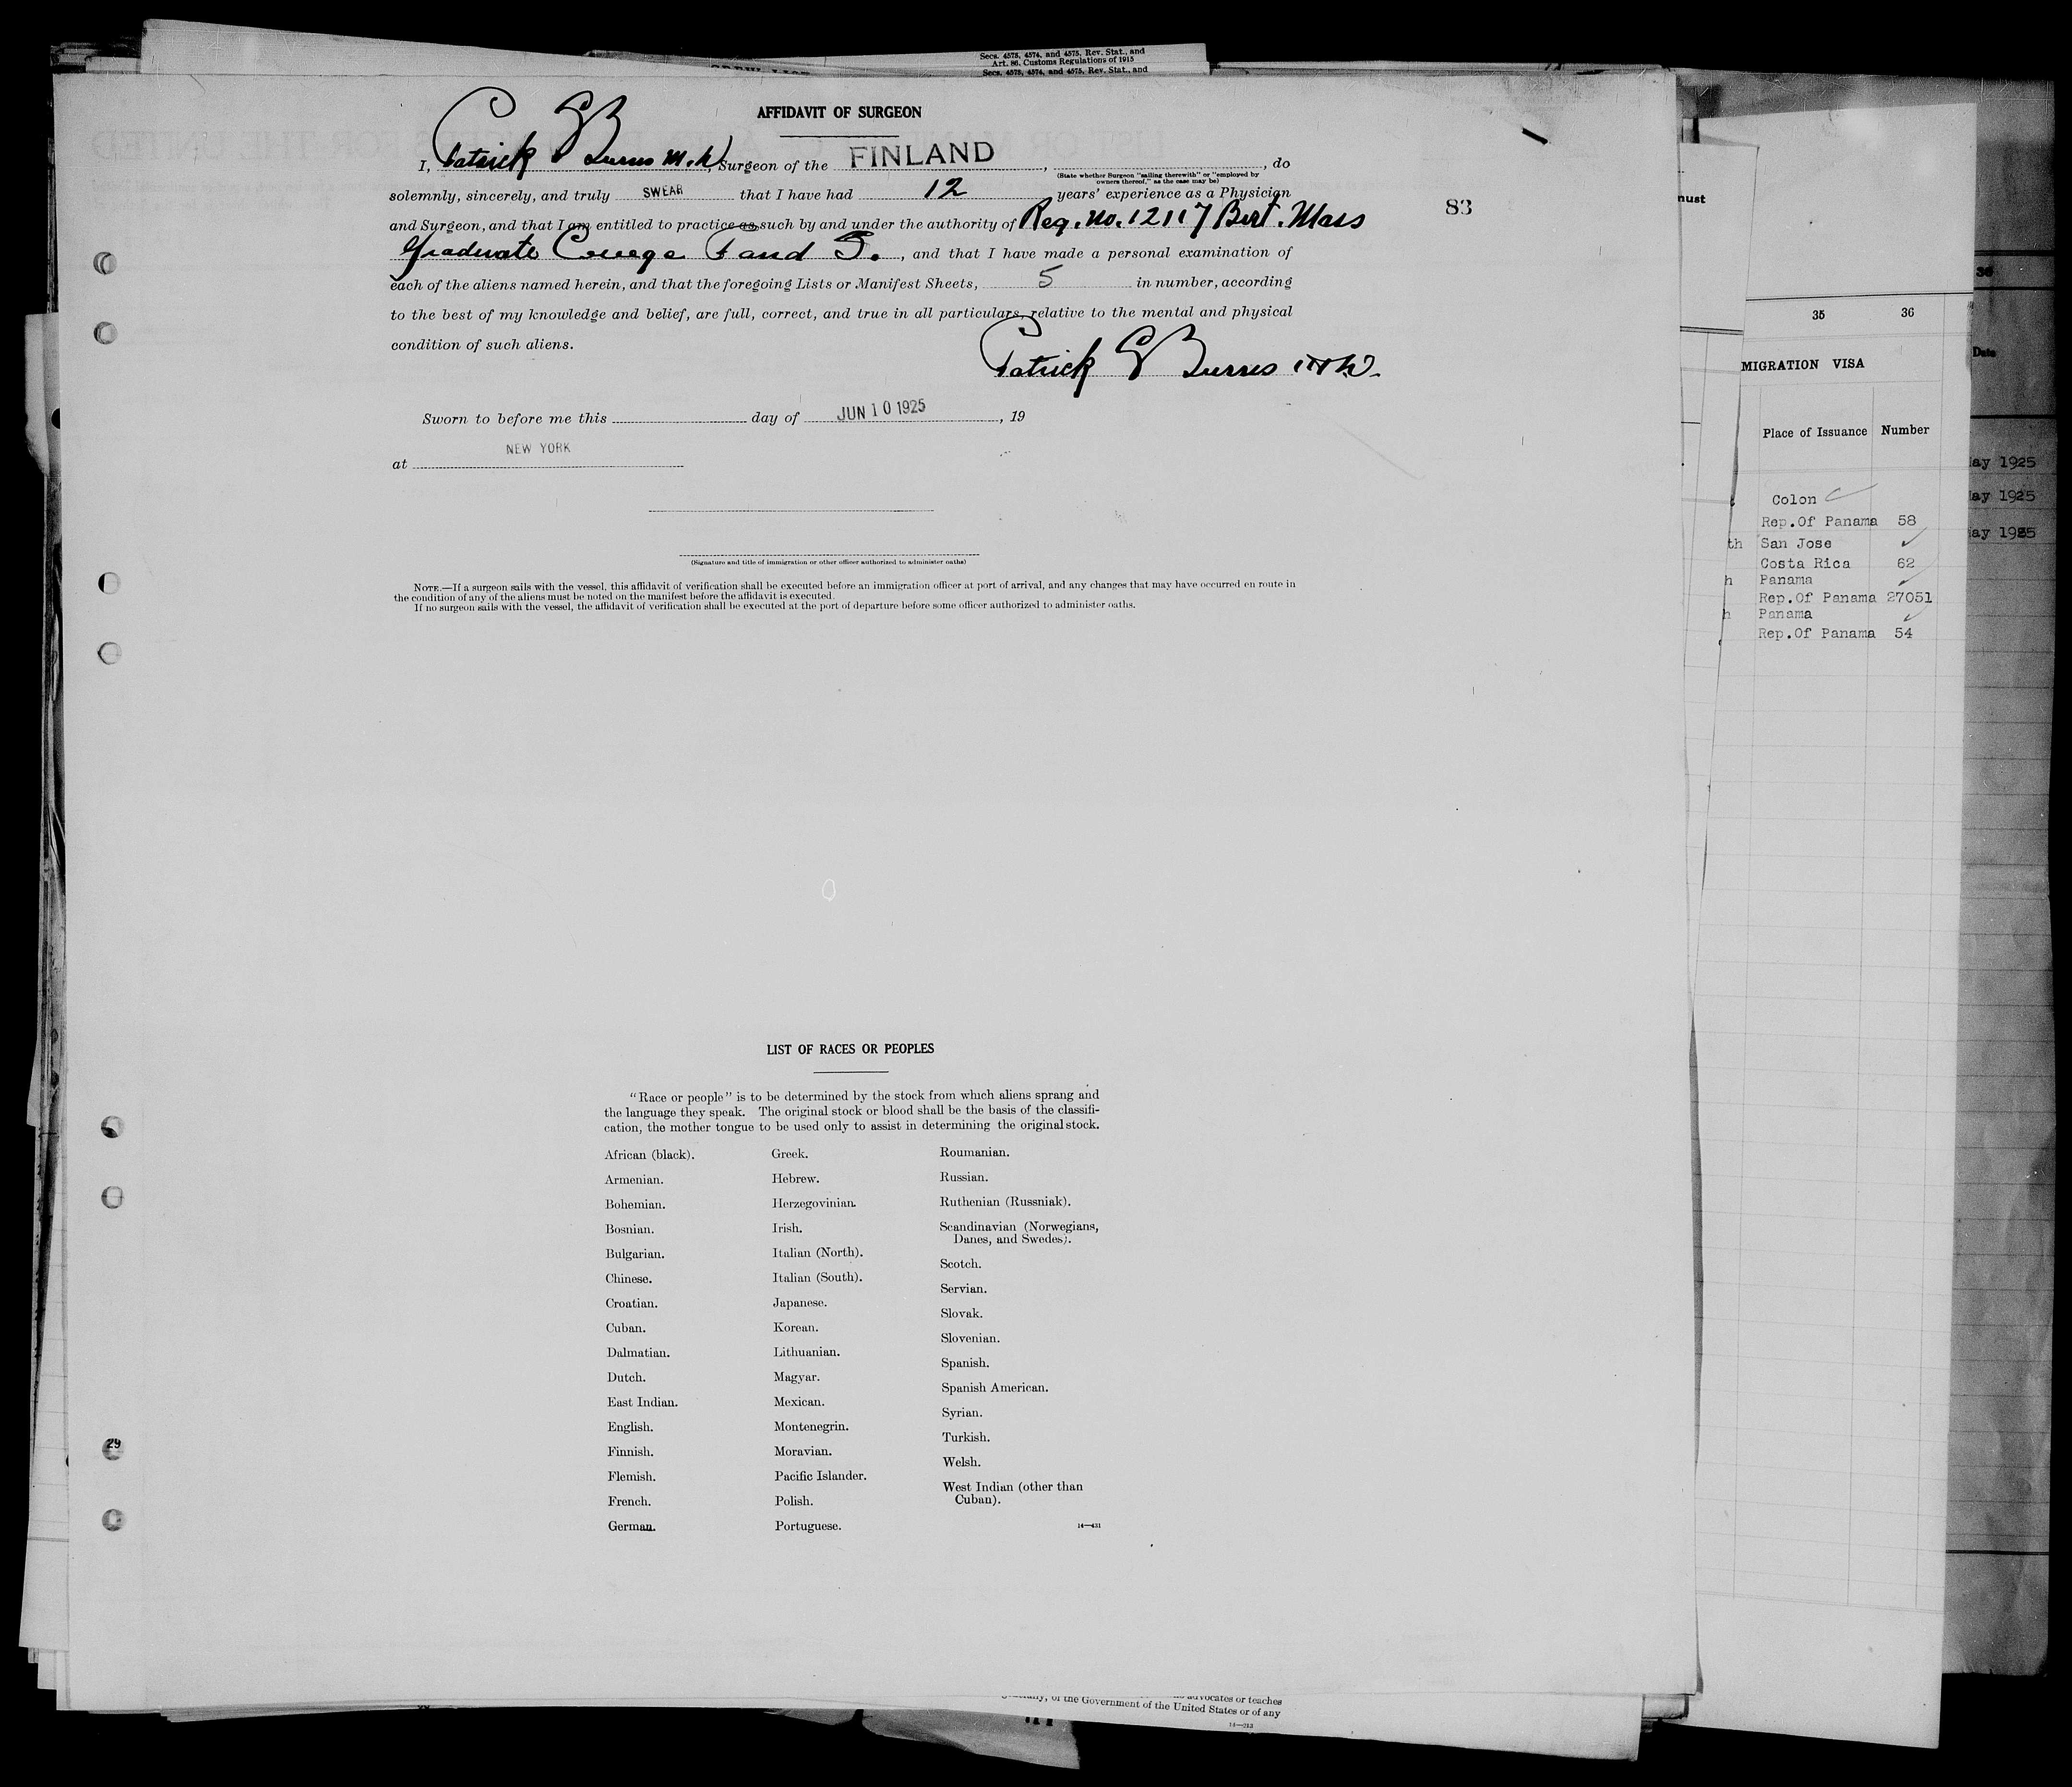 Secs. 4573, 4574, and 4575, Rev. Stat., and
Art. 86, Customs Regulations of 1915
Secs. 4573, 4574, and 4575, Rev. Stat., and
AFFIDAVIT OF SURGEON
I, Patrick G Burns M.D, Surgeon of the FINLAND, , do
(State whether Surgeon "sailing therewith" or "employed by
owners thereof," as the case may be)
solemnly, sincerely, and truly SWEAR that I have had 12 years' experience as a Physician
and Surgeon, and that I am entitled to practice as such by and under the authority of Reg. No. 12117 Mass
Graduate College P and S., and that I have made a personal examination of
each of the aliens named herein, and that the foregoing Lists or Manifest Sheets, 5 in number, according
to the best of my knowledge and belief, are full, correct, and true in all particulars, relative to the mental and physical
condition of such aliens.
Patrick G Burns M.D.
83
Sworn to before me this day of JUN 10 1925, 19
at NEW YORK
(Signature and title of immigration or other officer authorized to administer oaths)
NOTE.—If a surgeon sails with the vessel, this affidavit of verification shall be executed before an immigration officer at port of arrival, and any changes that may have occurred en route in
the condition of any of the aliens must be noted on the manifest before the affidavit is executed.
If no surgeon sails with the vessel, the affidavit of verification shall be executed at the port of departure before some officer authorized to administer oaths.
LIST OF RACES OR PEOPLES
"Race or people" is to be determined by the stock from which aliens sprang and
the language they speak. The original stock or blood shall be the basis of the classifi-
cation, the mother tongue to be used only to assist in determining the original stock.
African (black).
Armenian.
Bohemian.
Bosnian.
Bulgarian.
Chinese.
Croatian.
Cuban.
Dalmatian.
Dutch.
East Indian.
English.
Finnish.
Flemish.
French.
German.
Greek.
Hebrew.
Herzegovinian.
Irish.
Italian (North).
Italian (South).
Japanese.
Korean.
Lithuanian.
Magyar.
Mexican.
Montenegrin.
Moravian.
Pacific Islander.
Polish.
Portuguese.
Roumanian.
Russian.
Ruthenian (Russniak).
Scandinavian (Norwegians,
Danes, and Swedes).
Scotch.
Servian.
Slovak.
Slovenian.
Spanish.
Spanish American.
Syrian.
Turkish.
Welsh.
West Indian (other than
Cuban).
14—431
29
must
35 36
MIGRATION VISA
Place of Issuance Number
Colon
Rep.Of Panama 58
th San Jose
Costa Rica 62
h Panama
Rep.Of Panama 27051
h Panama
Rep.Of Panama 54
36
Date
ay 1925
ay 1925
ay 1925
advocates or teaches
of the Government of the United States or of any
14—213